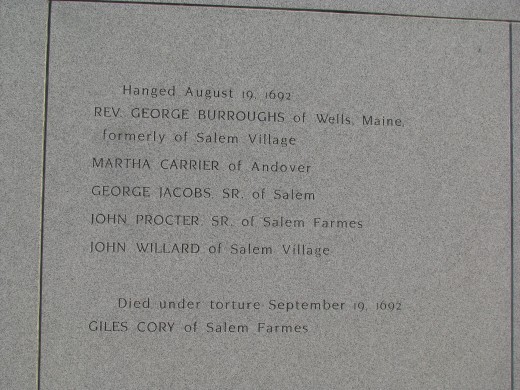 Hanged August 19, 1692
REV. GEORGE BURROUGHS of Wells, Maine,
formerly of Salem Village
MARTHA CARRIER of Andover
GEORGE JACOBS, SR. of Salem
JOHN PROCTER, SR. of Salem Farmes
JOHN WILLARD of Salem Village
Died under torture September 19, 1692
GILES CORY of Salem Farmes